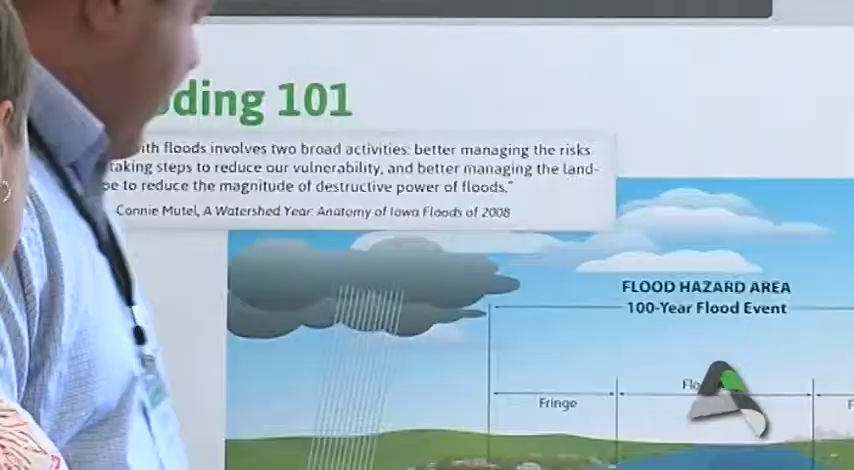 ding 101
ith floods involves two broad activities: better managing the risks
taking steps to reduce our vulnerability, and better managing the land-
pe to reduce the magnitude of destructive power of floods."
Connie Mutel, A Watershed Year: Anatomy of Iowa Floods of 2008
FLOOD HAZARD AREA
100-Year Flood Event
Flo
Fringe
F